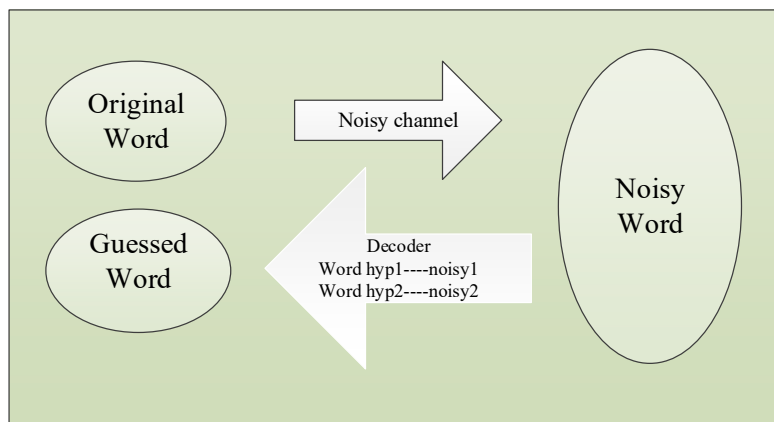 Original
Word
Noisy channel
Noisy
Word
Guessed
Word
Decoder
Word hyp1----noisy1
Word hyp2----noisy2